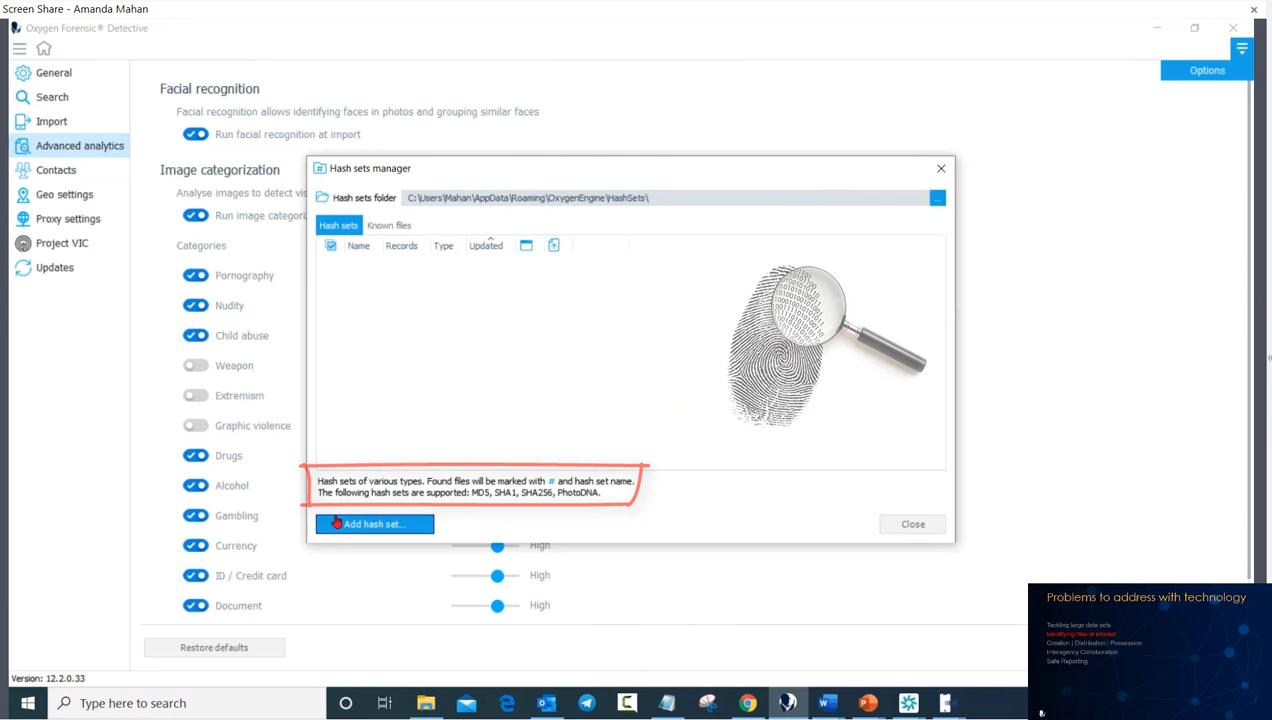 Screen Share - Amanda Mahan
Oxygen Forensic® Detective
Options
General
Search
Import
Advanced analytics
Contacts
Geo settings
Proxy settings
Project VIC
Updates
Facial recognition
Facial recognition allows identifying faces in photos and grouping similar faces
Run facial recognition at import
Image categorization
Analyse images to detect vis
Run image categori
Categories
Pornography
Nudity
Child abuse
Weapon
Extremism
Graphic violence
Drugs
Alcohol
Gambling
Currency
High
ID / Credit card
High
Document
High
Restore defaults
Hash sets manager
Hash sets folder C:\Users\Mahan\AppData\Roaming\OxygenEngine\HashSets\ ...
Hash sets Known files
Name Records Type Updated
Hash sets of various types. Found files will be marked with # and hash set name.
The following hash sets are supported: MD5, SHA1, SHA256, PhotoDNA.
Add hash set...
Close
Version: 12.2.0.33
Type here to search
Problems to address with technology
Tackling large data sets
Identifying files of interest
Creation | Distribution | Possession
Interagency Collaboration
Safe Reporting